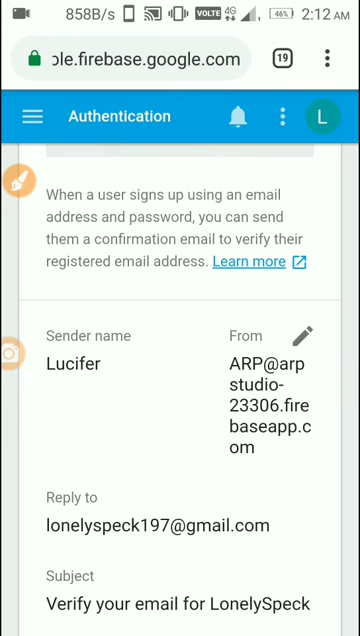 858B/s VOLTE 4G 46% 2:12 AM
ole.firebase.google.com 19
Authentication L
When a user signs up using an email
address and password, you can send
them a confirmation email to verify their
registered email address. Learn more
Sender name
Lucifer
From
ARP@arp
studio-
23306.fire
baseapp.c
om
Reply to
lonelyspeck197@gmail.com
Subject
Verify your email for LonelySpeck